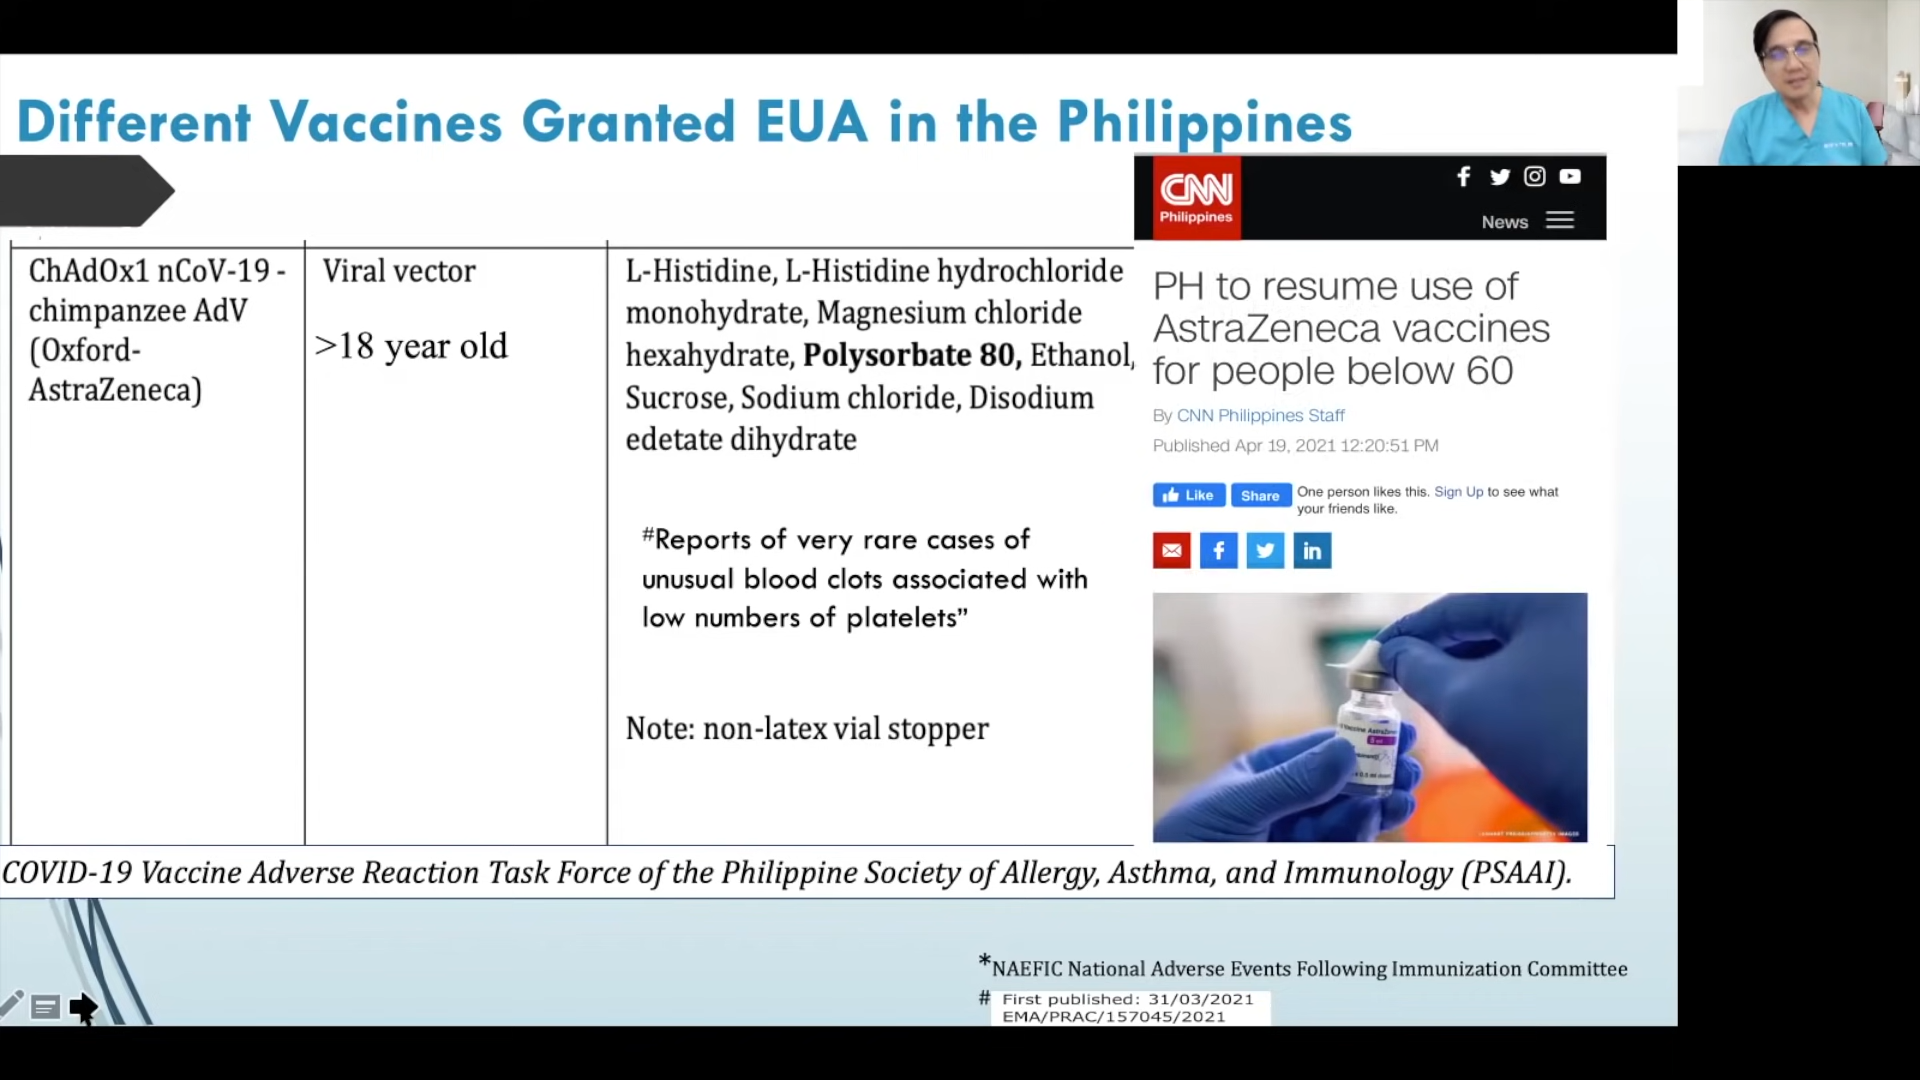 Different Vaccines Granted EUA in the Philippines
ChAdOx1 nCoV-19 -
chimpanzee AdV
(Oxford-
AstraZeneca)
Viral vector
>18 year old
L-Histidine, L-Histidine hydrochloride
monohydrate, Magnesium chloride
hexahydrate, Polysorbate 80, Ethanol,
Sucrose, Sodium chloride, Disodium
edetate dihydrate
#Reports of very rare cases of
unusual blood clots associated with
low numbers of platelets”
Note: non-latex vial stopper
CNN
Philippines
News
PH to resume use of
AstraZeneca vaccines
for people below 60
By CNN Philippines Staff
Published Apr 19, 2021 12:20:51 PM
Like
Share
One person likes this. Sign Up to see what
your friends like.
COVID-19 Vaccine Adverse Reaction Task Force of the Philippine Society of Allergy, Asthma, and Immunology (PSAAI).
*NAEFIC National Adverse Events Following Immunization Committee
# First published: 31/03/2021
EMA/PRAC/157045/2021